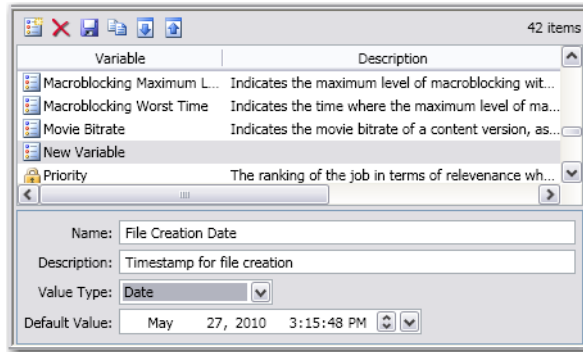 42 items
Variable Description
Macroblocking Maximum L... Indicates the maximum level of macroblocking wit...
Macroblocking Worst Time Indicates the time where the maximum level of ma...
Movie Bitrate Indicates the movie bitrate of a content version, as...
New Variable
Priority The ranking of the job in terms of relevenance wh...
Name: File Creation Date
Description: Timestamp for file creation
Value Type: Date
Default Value: May 27, 2010 3:15:48 PM